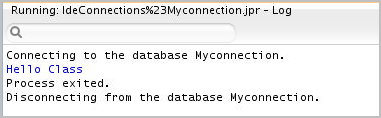 Running: IdeConnections%23Myconnection.jpr - Log
Connecting to the database Myconnection.
Hello Class
Process exited.
Disconnecting from the database Myconnection.